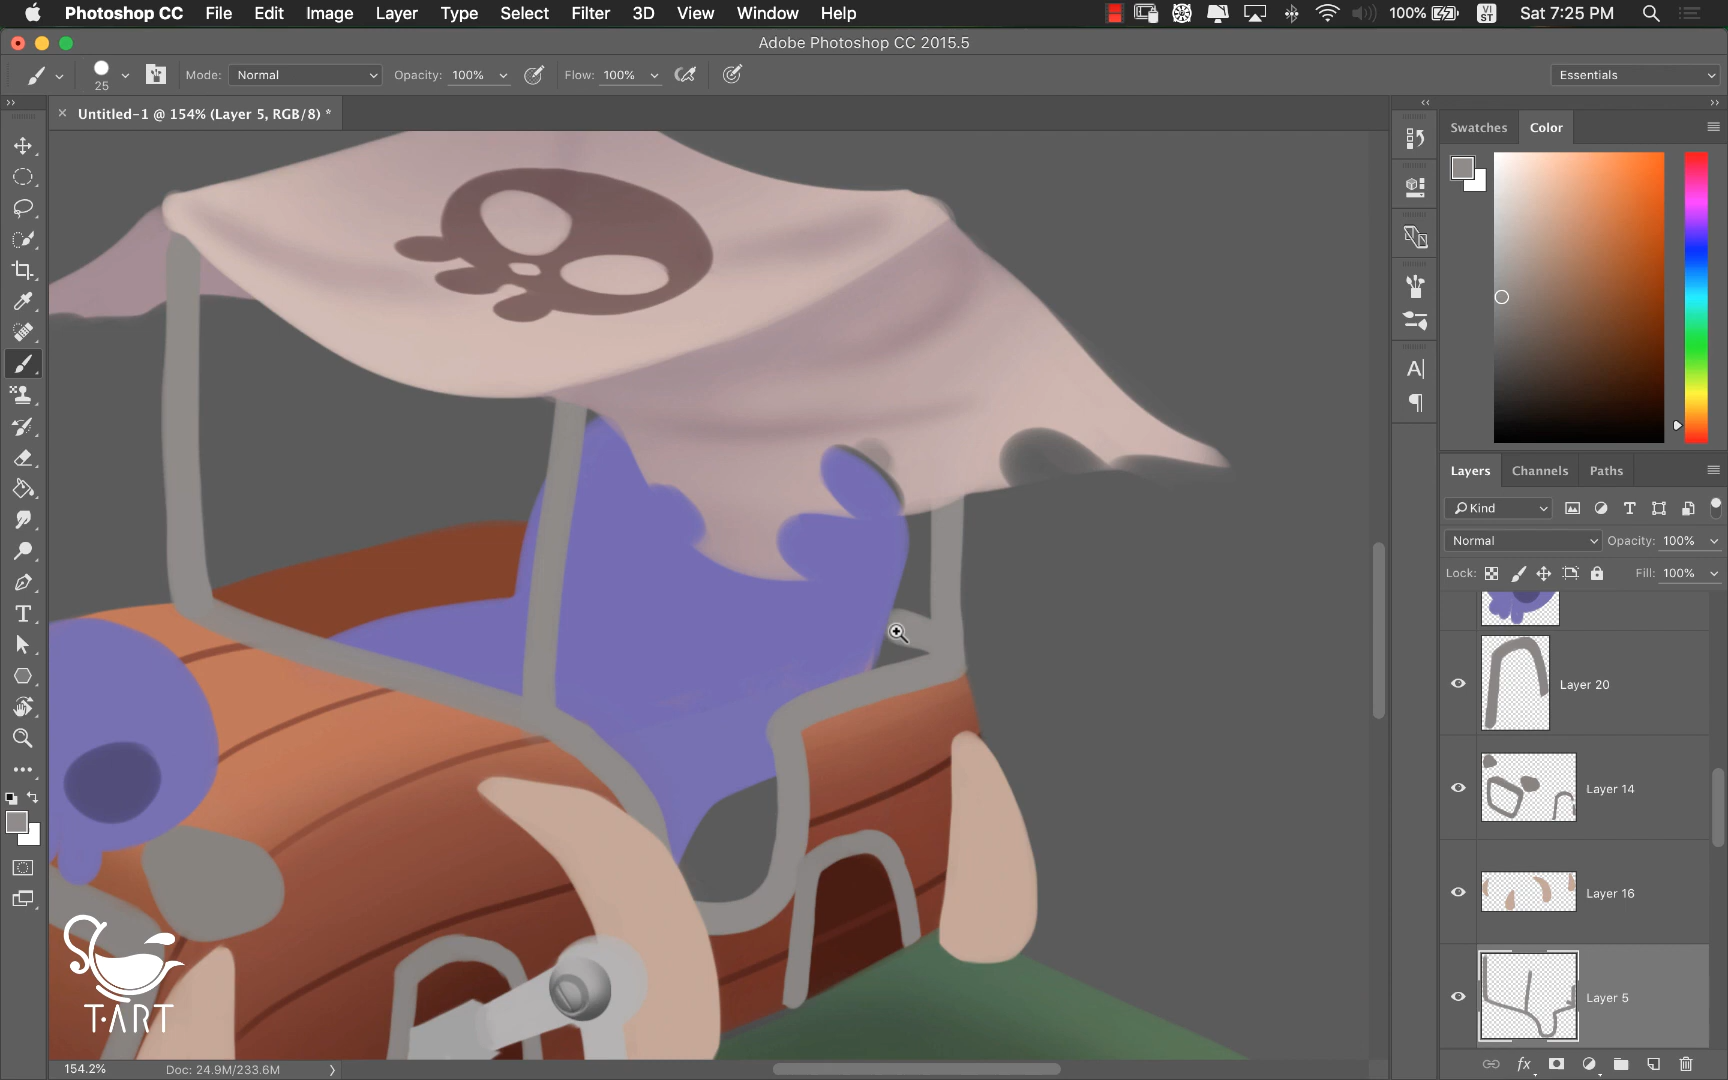 Photoshop CC File Edit Image Layer Type Select Filter 3D View Window Help 100% VI ST Sat 7:25 PM
Adobe Photoshop CC 2015.5
25 Mode: Normal Opacity: 100% Flow: 100% Essentials
Untitled-1 @ 154% (Layer 5, RGB/8) *
Swatches Color
Layers Channels Paths
Kind
Normal Opacity: 100%
Lock: Fill: 100%
Layer 20
Layer 14
Layer 16
Layer 5
T·ART
154.2% Doc: 24.9M/233.6M
fx